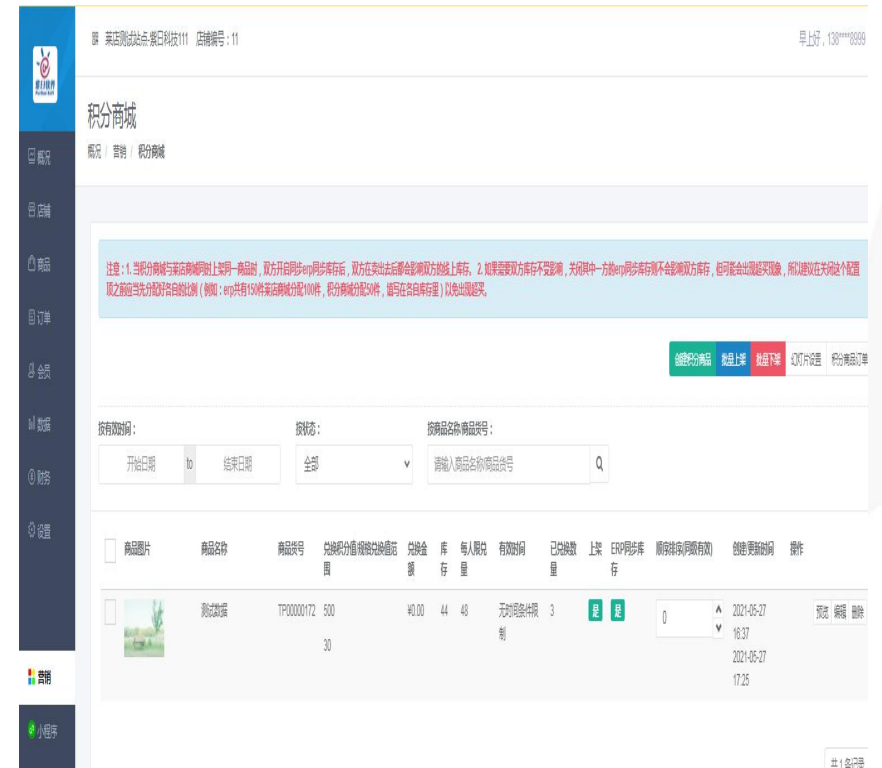 某店测试站点-紫日科技111 店铺编号：11
早上好，138****8999
紫日软件
积分商城
概况 / 营销 / 积分商城
概况
店铺
商品
订单
会员
数据
财务
设置
营销
小程序
注意：1. 当积分商城与某店商城同时上架同一商品时，双方开启同步erp同步库存后，双方在卖出去后都会影响双方的线上库存。 2. 如果需要双方库存不受影响，关闭其中一方的erp同步库存则不会影响双方库存，但可能会出现超买现象，所以建议在关闭这个配置
项之前应当先分配好各自的比例（例如：erp共有150件某店商城分配100件，积分商城分配50件，填写在各自库存里）以免出现超买。
创建积分商品 批量上架 批量下架 幻灯片设置 积分商品订单
按有效时间： 按状态： 按商品名称/商品货号：
开始日期 to 结束日期 全部 请输入商品名称/商品货号
商品图片 商品名称 商品货号 兑换积分值/规格兑换值范围 兑换金额 库存 每人限兑量 有效时间 已兑换数量 上架 ERP同步库存 顺序排序(同级有效) 创建/更新时间 操作
测试数据 TP00000172 500 ¥0.00 44 48 无时间条件限制 3 是 是 0 2021-05-27 预览 编辑 删除
30 16:37
2021-05-27
17:25
共 1 条记录